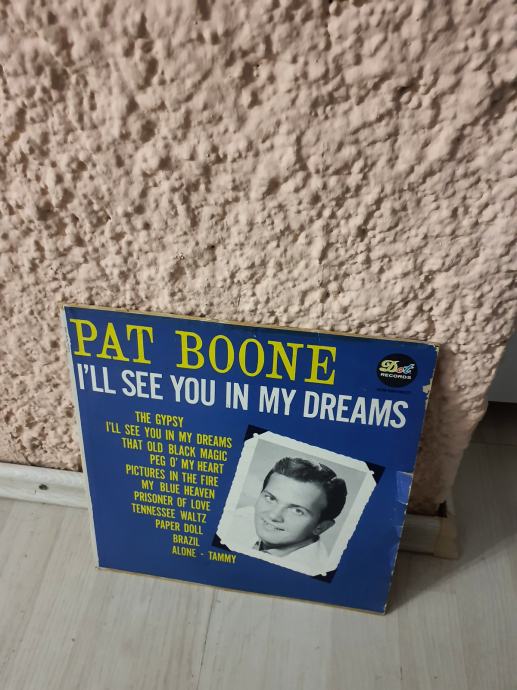 PAT BOONE
Dot
RECORDS
I'LL SEE YOU IN MY DREAMS
THE GYPSY
I'LL SEE YOU IN MY DREAMS
THAT OLD BLACK MAGIC
PEG O' MY HEART
PICTURES IN THE FIRE
MY BLUE HEAVEN
PRISONER OF LOVE
TENNESSEE WALTZ
PAPER DOLL
BRAZIL
ALONE - TAMMY